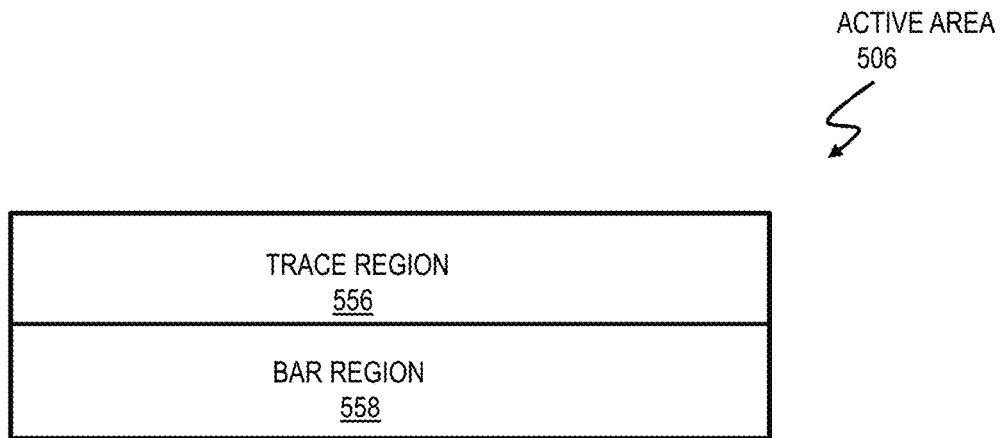 ACTIVE AREA
506
TRACE REGION
556
BAR REGION
558